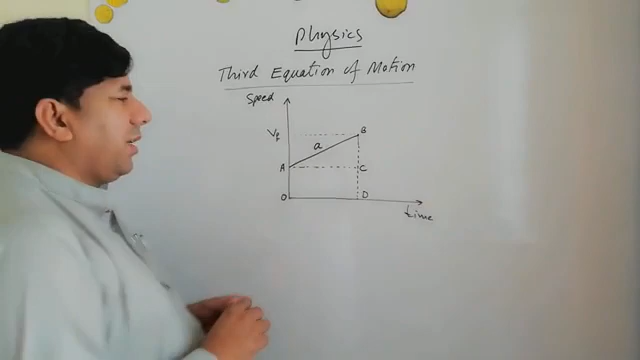 Physics
Third Equation of Motion
Speed
Vf
B
a
A
C
O
D
time